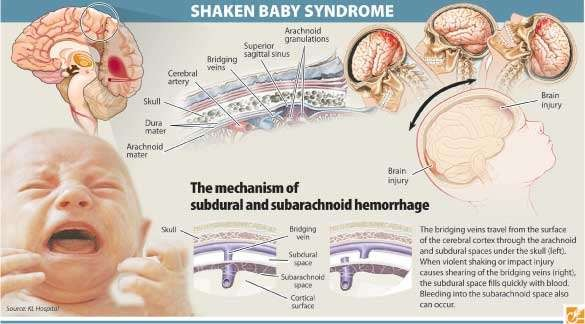 SHAKEN BABY SYNDROME
Arachnoid
granulations
Superior
sagittal sinus
Bridging
veins
Cerebral
artery
Skull
Dura
mater
Arachnoid
mater
Brain
injury
Brain
injury
The mechanism of
subdural and subarachnoid hemorrhage
Skull
Bridging
vein
Subdural
space
Subarachnoid
space
Cortical
surface
The bridging veins travel from the surface
of the cerebral cortex through the arachnoid
and subdural spaces under the skull (left).
When violent shaking or impact injury
causes shearing of the bridging veins (right),
the subdural space fills quickly with blood.
Bleeding into the subarachnoid space also
can occur.
Source: KL Hospital